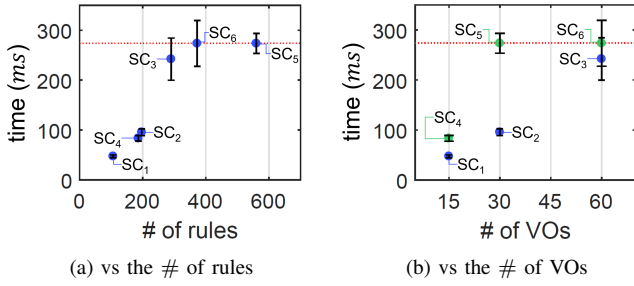 300
200
100
0
time (ms)
SC₆
SC₃
SC₅
SC₄
SC₂
SC₁
0 200 400 600
# of rules
(a) vs the # of rules
300
200
100
0
time (ms)
SC₅
SC₆
SC₃
SC₄
SC₂
SC₁
15 30 45 60
# of VOs
(b) vs the # of VOs